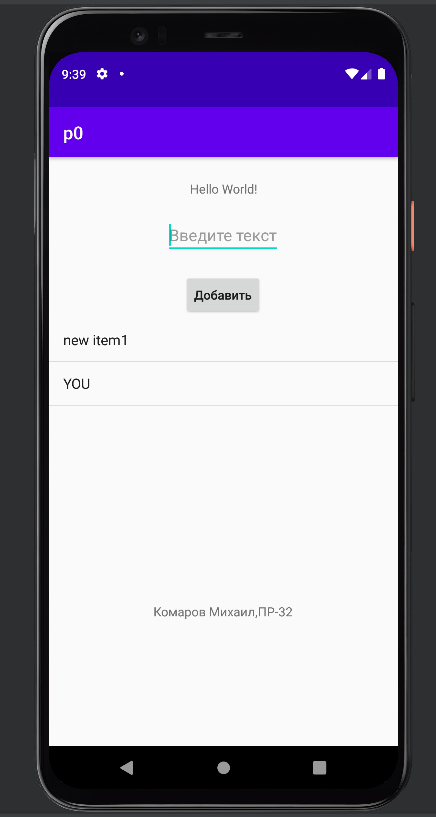 9:39
p0
Hello World!
Введите текст
Добавить
new item1
YOU
Комаров Михаил,ПР-32